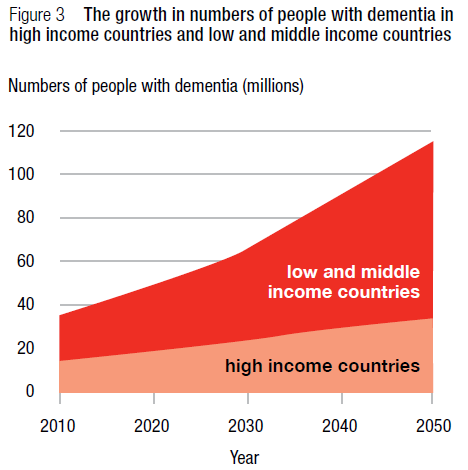 Figure 3 The growth in numbers of people with dementia in
high income countries and low and middle income countries
Numbers of people with dementia (millions)
120
100
80
60
40
20
0
low and middle
income countries
high income countries
2010 2020 2030 2040 2050
Year